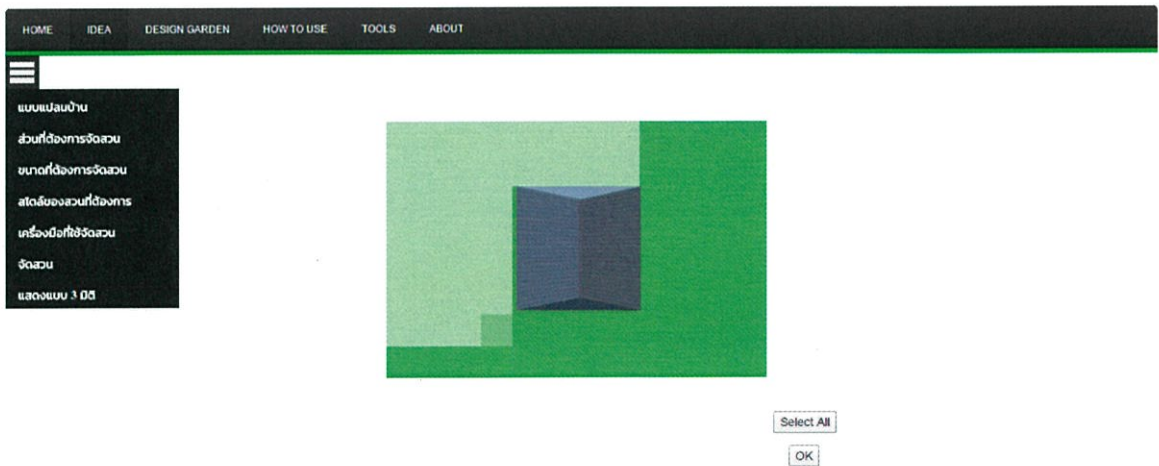 HOME IDEA DESIGN GARDEN HOW TO USE TOOLS ABOUT
แบบแปลนบ้าน
ส่วนที่ต้องการจัดสวน
ขนาดที่ต้องการจัดสวน
สไตล์ของสวนที่ต้องการ
เครื่องมือที่ใช้จัดสวน
จัดสวน
แสดงแบบ 3 มิติ
Select All
OK